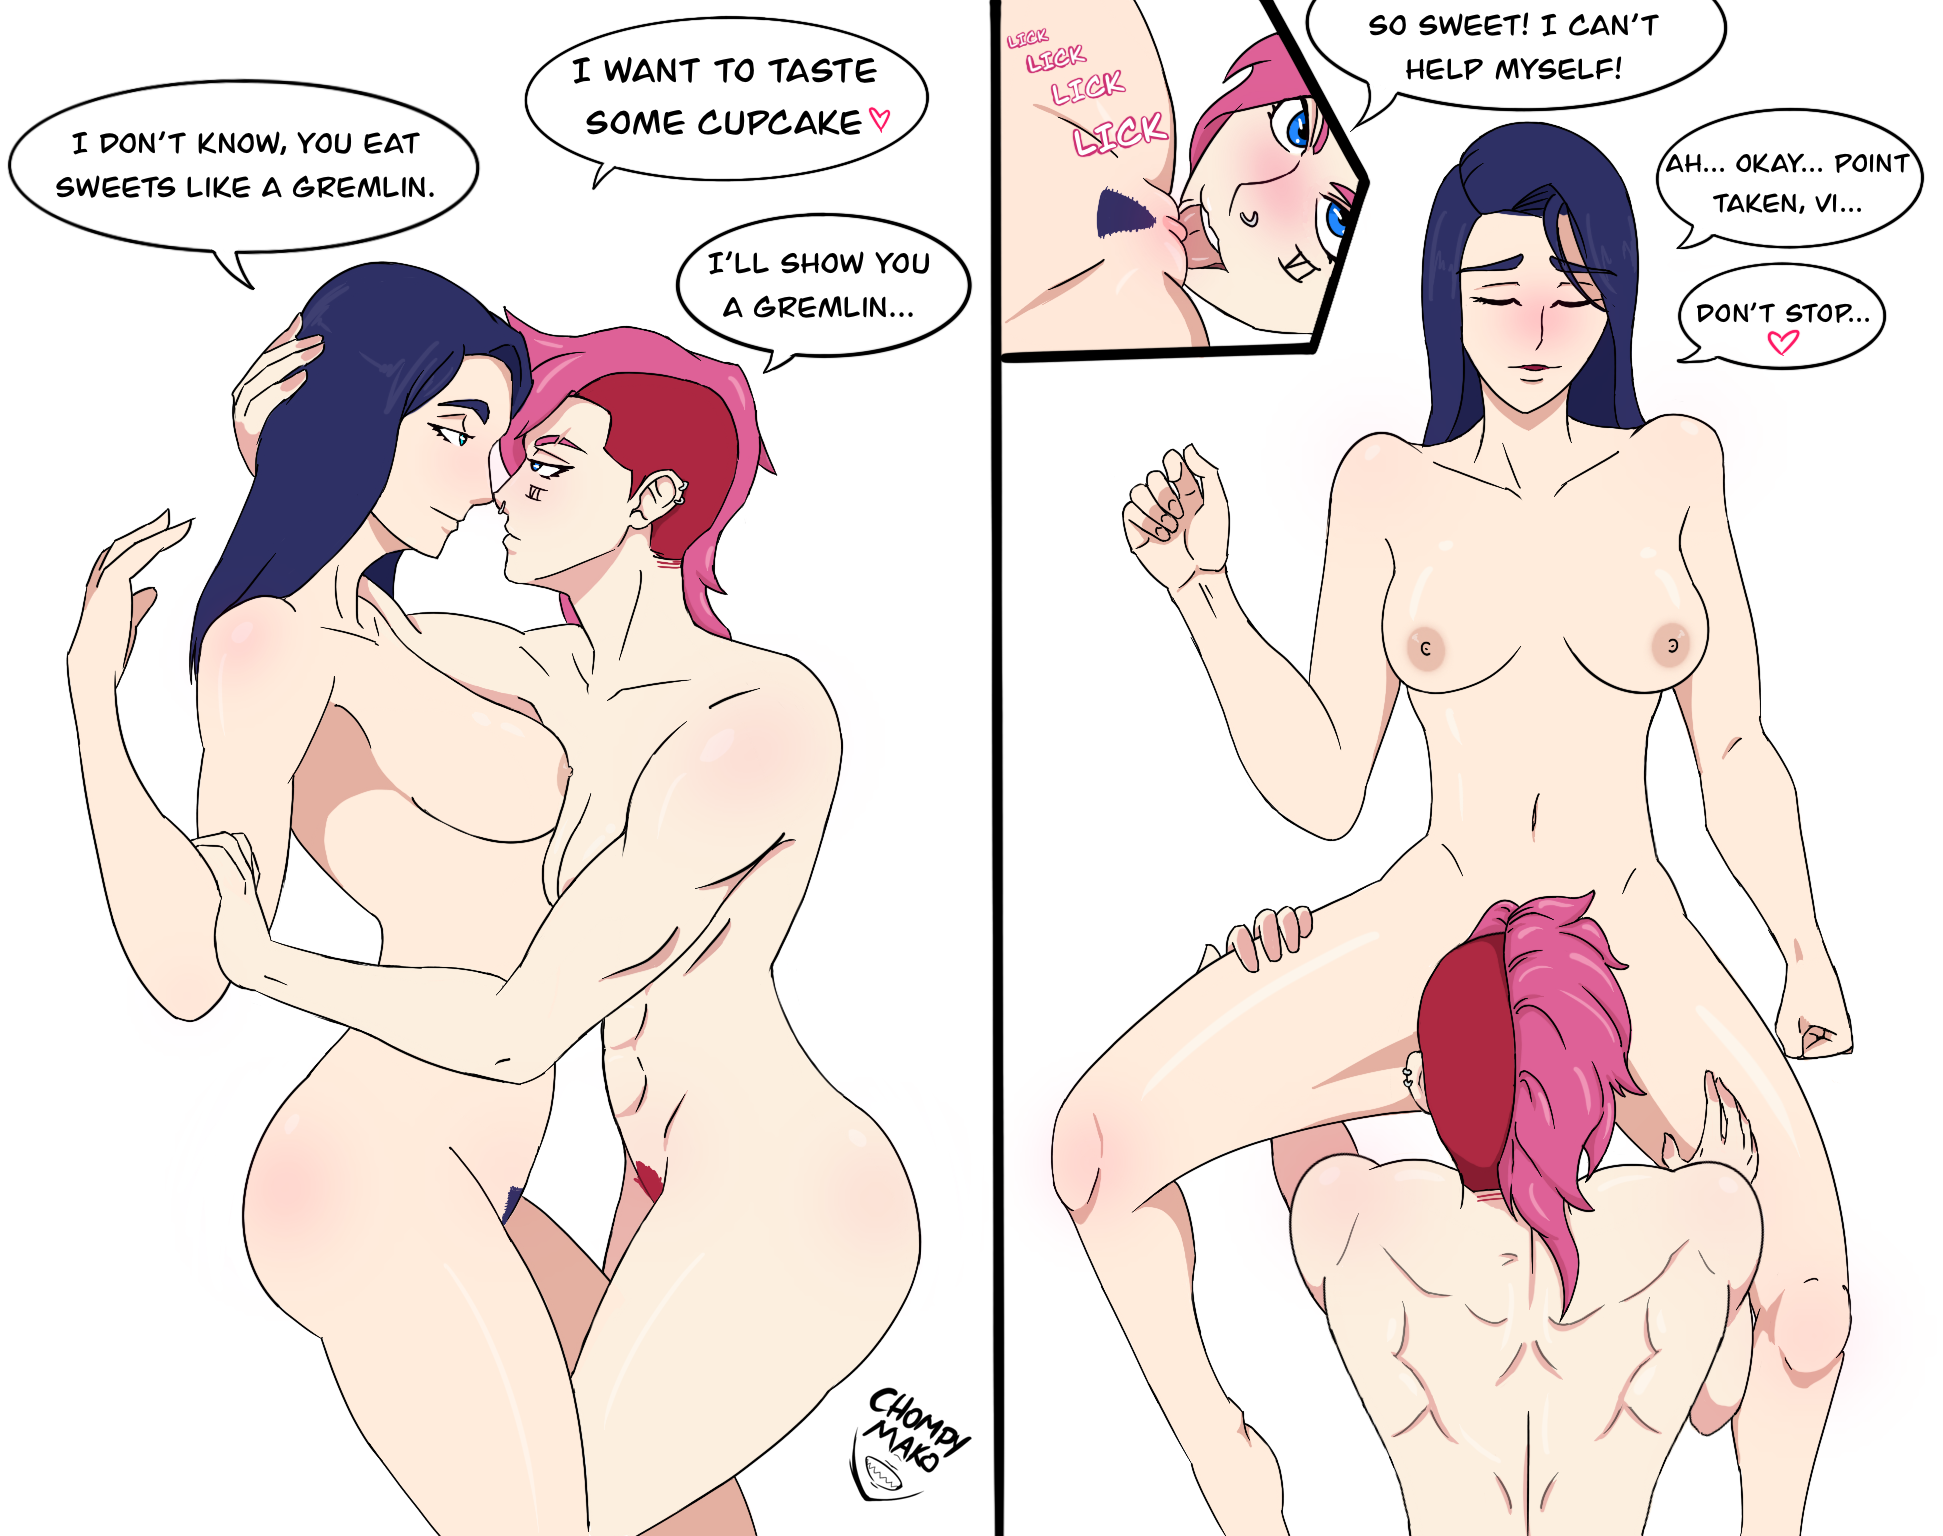 I WANT TO TASTE
SOME CUPCAKE
I DON'T KNOW, YOU EAT
SWEETS LIKE A GREMLIN.
I'LL SHOW YOU
A GREMLIN...
CHOMPY
MAKO
LICK
LICK
LICK
LICK
VI
SO SWEET! I CAN'T
HELP MYSELF!
AH... OKAY... POINT
TAKEN, VI...
DON'T STOP...